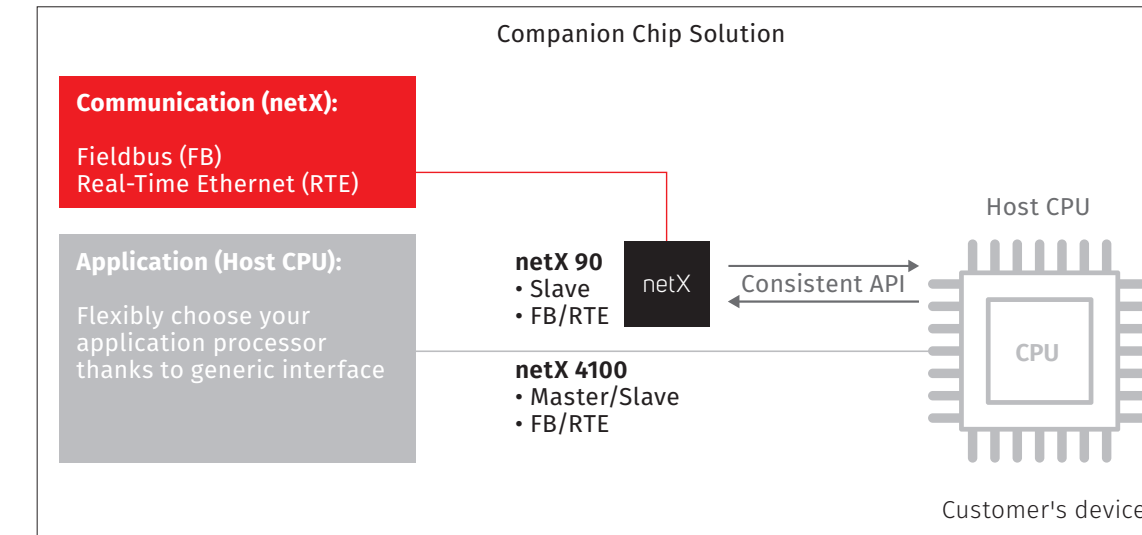 Companion Chip Solution
Communication (netX):
Fieldbus (FB)
Real-Time Ethernet (RTE)
Application (Host CPU):
Flexibly choose your
application processor
thanks to generic interface
netX 90
• Slave
• FB/RTE
netX 4100
• Master/Slave
• FB/RTE
netX
Consistent API
Host CPU
CPU
Customer's device